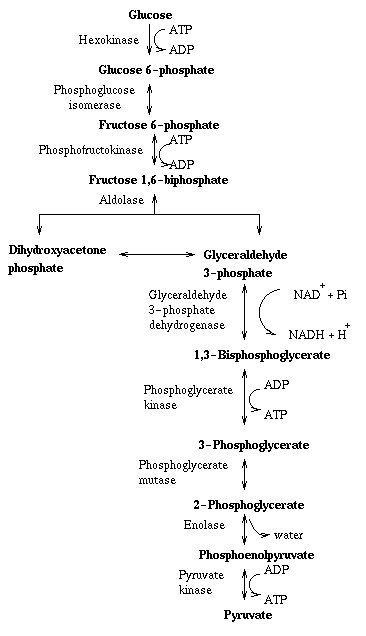 Glucose
Hexokinase
ATP
ADP
Glucose 6-phosphate
Phosphoglucose
isomerase
Fructose 6-phosphate
Phosphofructokinase
ATP
ADP
Fructose 1,6-biphosphate
Aldolase
Dihydroxyacetone
phosphate
Glyceraldehyde
3-phosphate
Glyceraldehyde
3-phosphate
dehydrogenase
NAD+ + Pi
NADH + H+
1,3-Bisphosphoglycerate
Phosphoglycerate
kinase
ADP
ATP
3-Phosphoglycerate
Phosphoglycerate
mutase
2-Phosphoglycerate
Enolase
water
Phosphoenolpyruvate
Pyruvate
kinase
ADP
ATP
Pyruvate